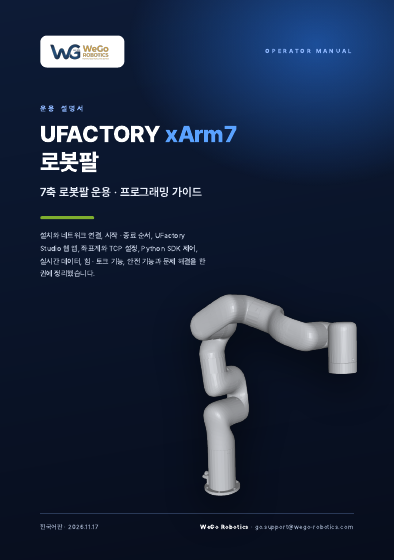 WG WeGo
ROBOTICS
OPERATOR MANUAL
운용 설명서
UFACTORY xArm7
로봇팔
7축 로봇팔 운용 · 프로그래밍 가이드
설치와 네트워크 연결, 시작 · 종료 순서, UFactory
Studio 웹 앱, 좌표계와 TCP 설정, Python SDK 제어,
실시간 데이터, 힘 · 토크 기능, 안전 기능과 문제 해결을 한
권에 정리했습니다.
한국어판 · 2026.11.17
WeGo Robotics · go.support@wego-robotics.com